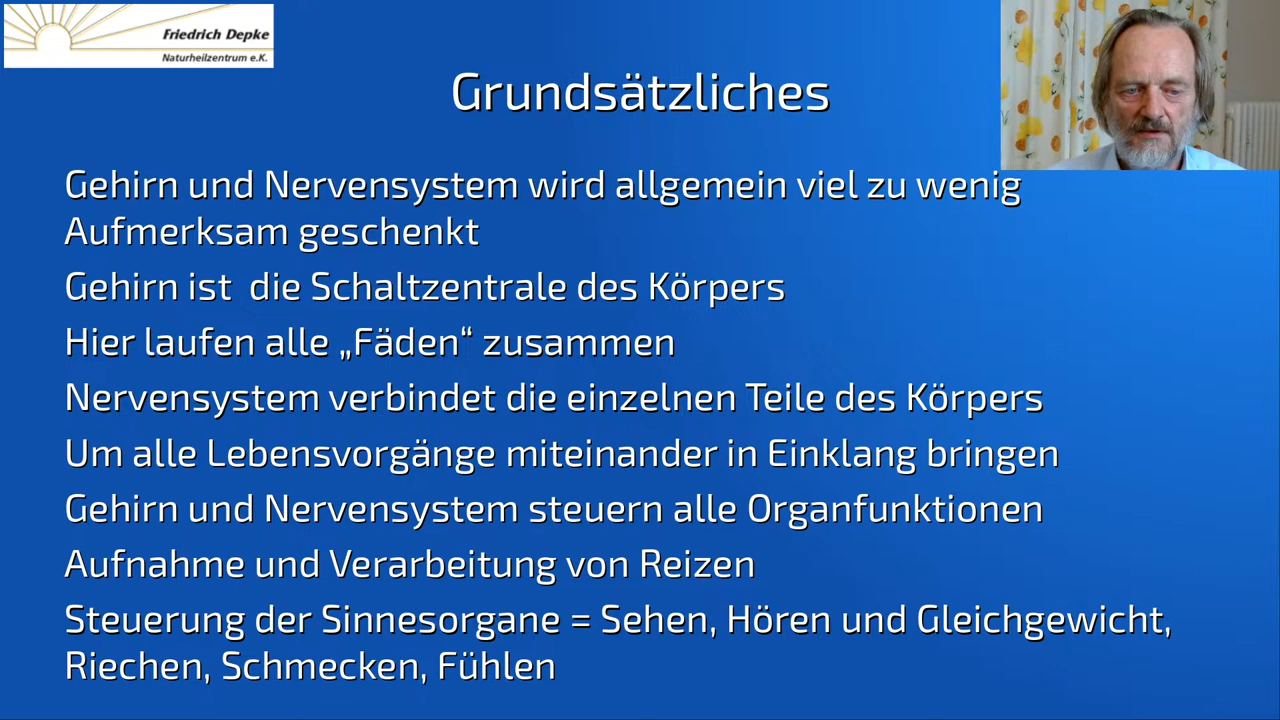 Friedrich Depke
Naturheilzentrum e.K.
Grundsätzliches
Gehirn und Nervensystem wird allgemein viel zu wenig
Aufmerksam geschenkt
Gehirn ist  die Schaltzentrale des Körpers
Hier laufen alle „Fäden“ zusammen
Nervensystem verbindet die einzelnen Teile des Körpers
Um alle Lebensvorgänge miteinander in Einklang bringen
Gehirn und Nervensystem steuern alle Organfunktionen
Aufnahme und Verarbeitung von Reizen
Steuerung der Sinnesorgane = Sehen, Hören und Gleichgewicht,
Riechen, Schmecken, Fühlen